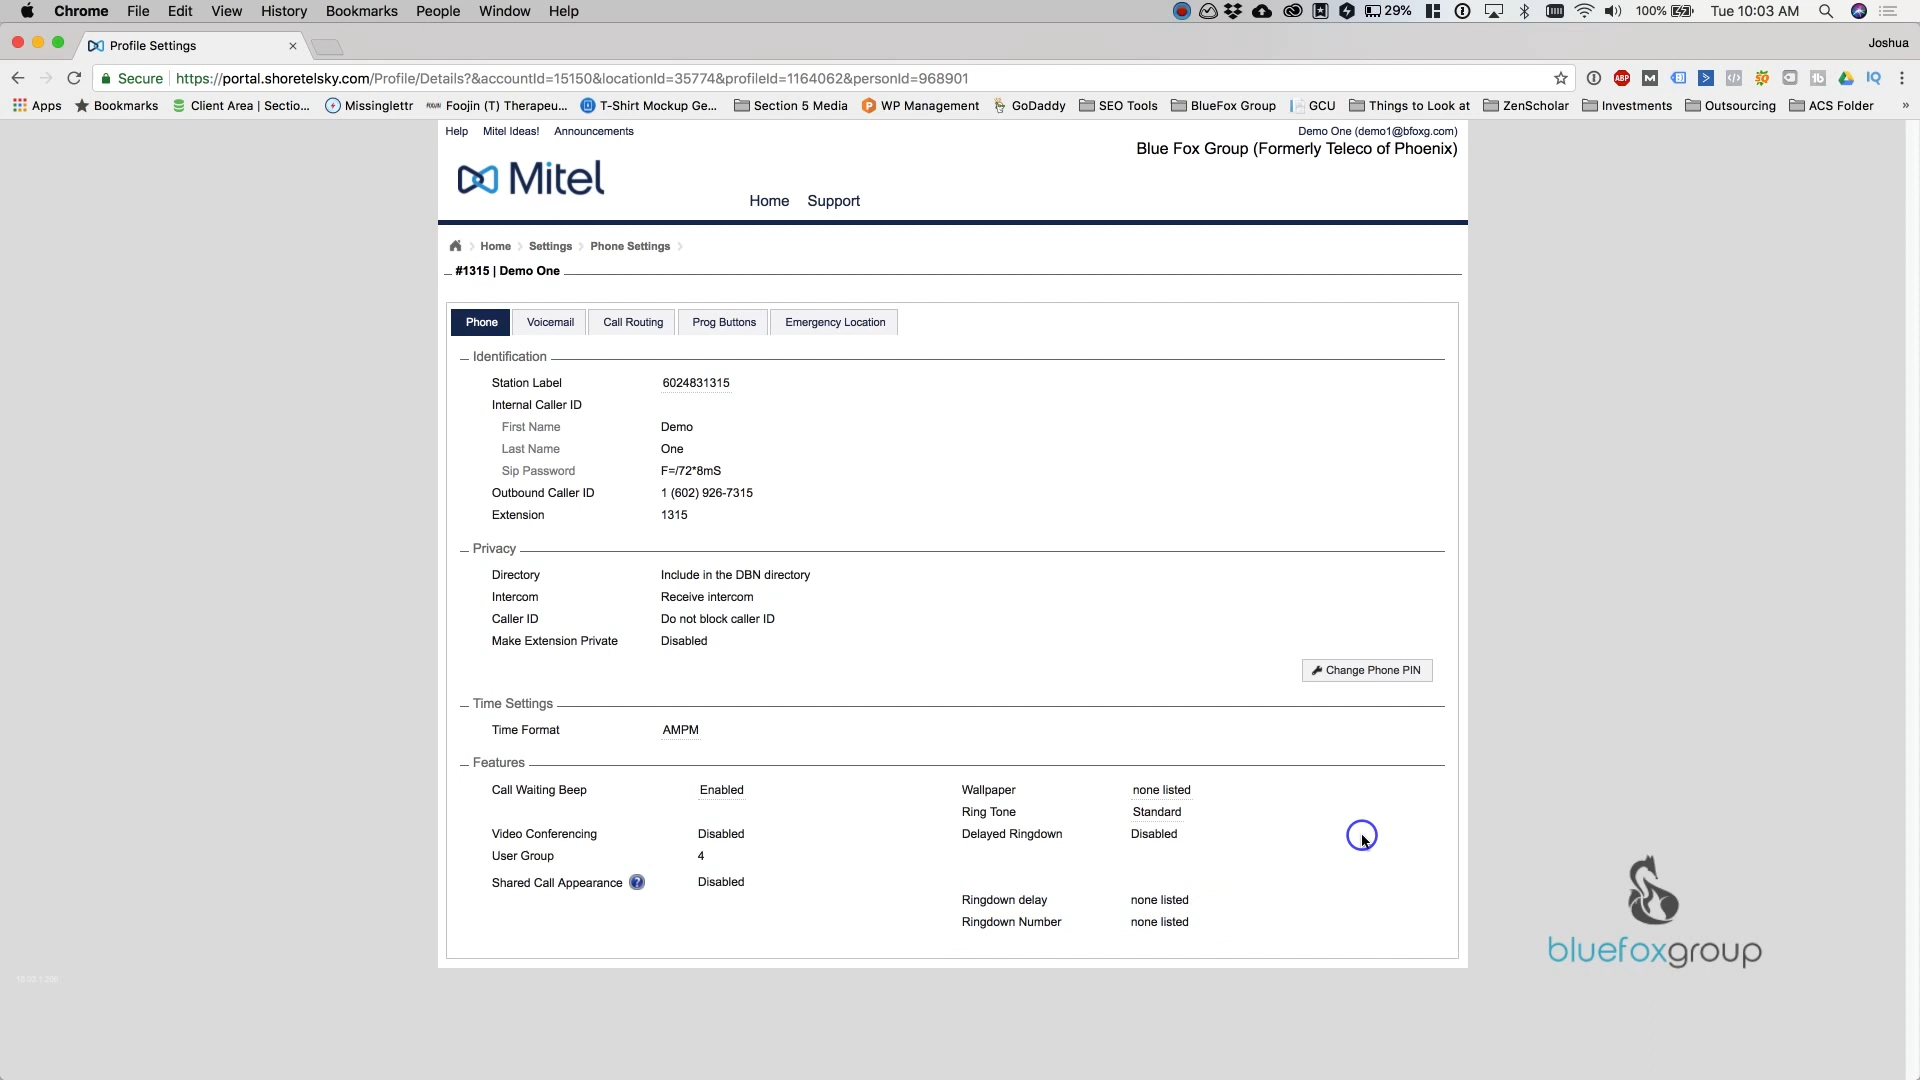 Chrome File Edit View History Bookmarks People Window Help 29% 100% Tue 10:03 AM
Profile Settings × Joshua
Secure https://portal.shoretelsky.com/Profile/Details?&accountId=15150&locationId=35774&profileId=1164062&personId=968901
Apps Bookmarks Client Area | Sectio... Missinglettr Foojin (T) Therapeu... T-Shirt Mockup Ge... Section 5 Media WP Management GoDaddy SEO Tools BlueFox Group GCU Things to Look at ZenScholar Investments Outsourcing ACS Folder »
Help Mitel Ideas! Announcements Demo One (demo1@bfoxg.com)
Blue Fox Group (Formerly Teleco of Phoenix)
Mitel
Home Support
Home Settings Phone Settings
#1315 | Demo One
Phone Voicemail Call Routing Prog Buttons Emergency Location
Identification
Station Label 6024831315
Internal Caller ID
First Name Demo
Last Name One
Sip Password F=/72*8mS
Outbound Caller ID 1 (602) 926-7315
Extension 1315
Privacy
Directory Include in the DBN directory
Intercom Receive intercom
Caller ID Do not block caller ID
Make Extension Private Disabled
Change Phone PIN
Time Settings
Time Format AMPM
Features
Call Waiting Beep Enabled Wallpaper none listed
Ring Tone Standard
Video Conferencing Disabled Delayed Ringdown Disabled
User Group 4
Shared Call Appearance ? Disabled
Ringdown delay none listed
Ringdown Number none listed
bluefoxgroup